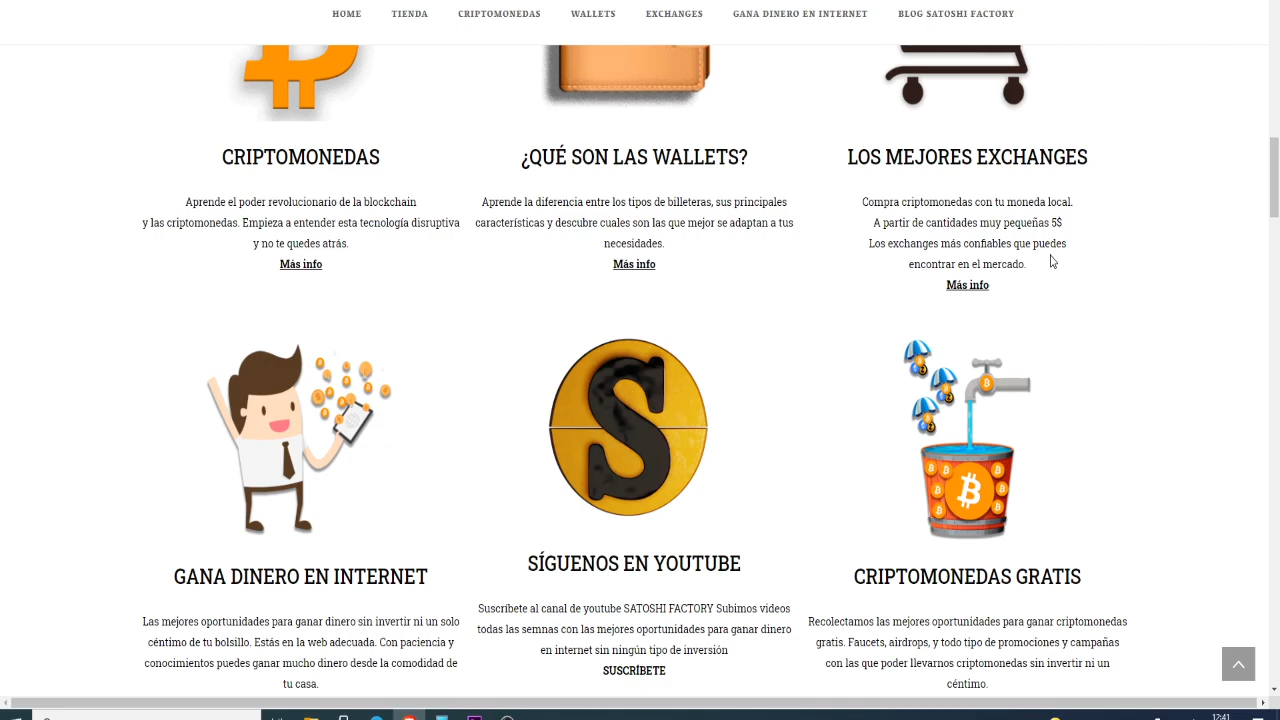 HOME TIENDA CRIPTOMONEDAS WALLETS EXCHANGES GANA DINERO EN INTERNET BLOG SATOSHI FACTORY
CRIPTOMONEDAS
Aprende el poder revolucionario de la blockchain
y las criptomonedas. Empieza a entender esta tecnología disruptiva
y no te quedes atrás.
Más info
¿QUÉ SON LAS WALLETS?
Aprende la diferencia entre los tipos de billeteras, sus principales
características y descubre cuales son las que mejor se adaptan a tus
necesidades.
Más info
LOS MEJORES EXCHANGES
Compra criptomonedas con tu moneda local.
A partir de cantidades muy pequeñas 5$
Los exchanges más confiables que puedes
encontrar en el mercado.
Más info
GANA DINERO EN INTERNET
Las mejores oportunidades para ganar dinero sin invertir ni un solo
céntimo de tu bolsillo. Estás en la web adecuada. Con paciencia y
conocimientos puedes ganar mucho dinero desde la comodidad de
tu casa.
S
SÍGUENOS EN YOUTUBE
Suscríbete al canal de youtube SATOSHI FACTORY Subimos videos
todas las semnas con las mejores oportunidades para ganar dinero
en internet sin ningún tipo de inversión
SUSCRÍBETE
CRIPTOMONEDAS GRATIS
Recolectamos las mejores oportunidades para ganar criptomonedas
gratis. Faucets, airdrops, y todo tipo de promociones y campañas
con las que poder llevarnos criptomonedas sin invertir ni un
céntimo.
12:41